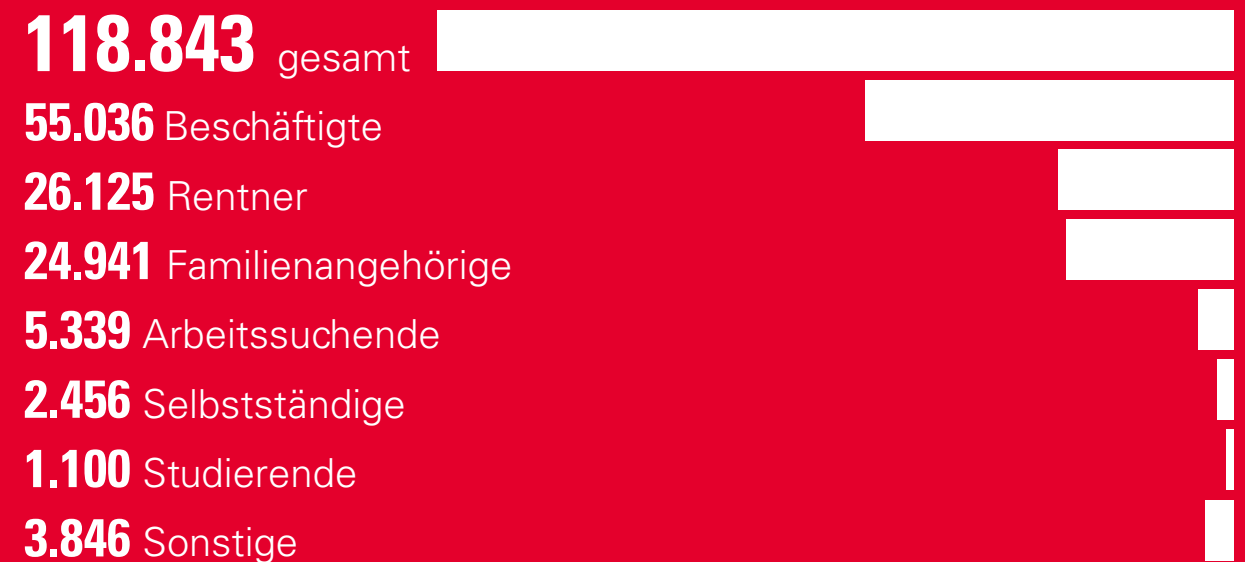 118.843 gesamt
55.036 Beschäftigte
26.125 Rentner
24.941 Familienangehörige
5.339 Arbeitssuchende
2.456 Selbstständige
1.100 Studierende
3.846 Sonstige